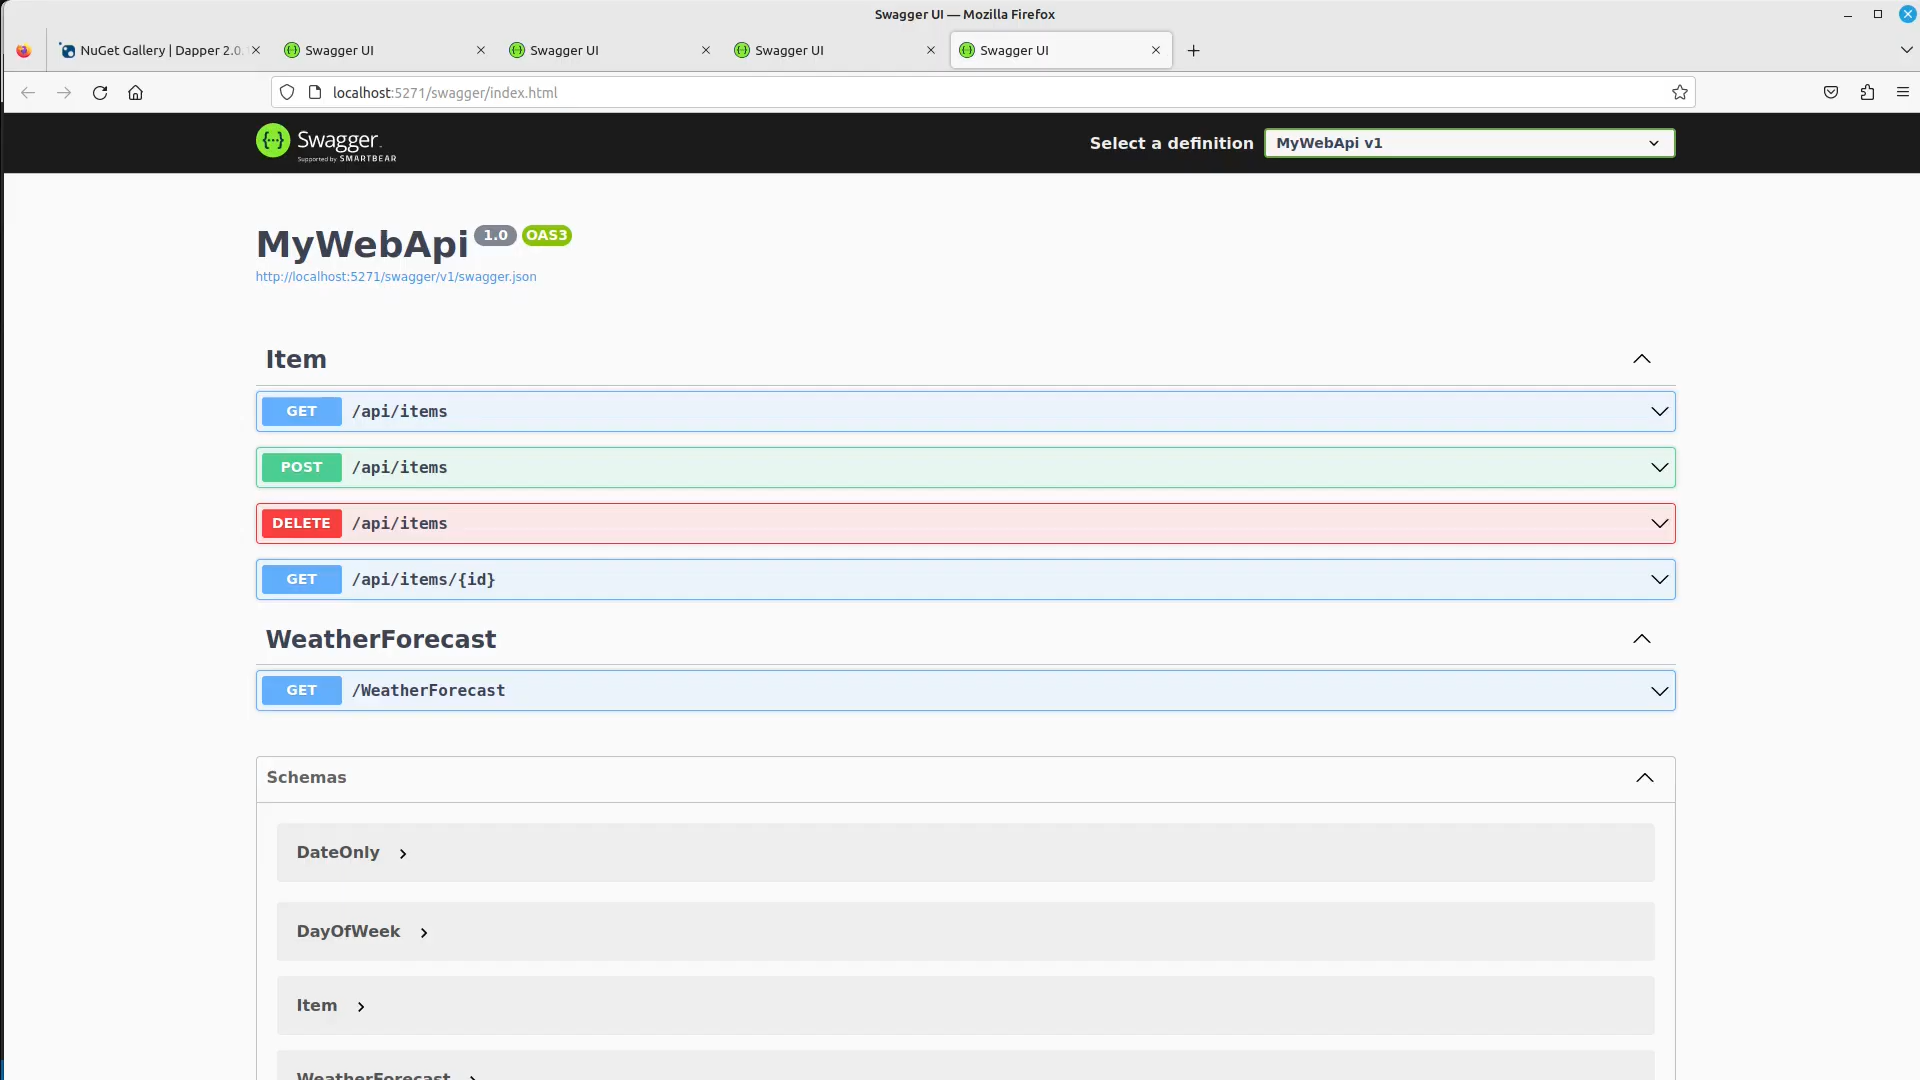 Swagger UI — Mozilla Firefox
NuGet Gallery | Dapper 2.0.
Swagger UI
Swagger UI
Swagger UI
Swagger UI
localhost:5271/swagger/index.html
Swagger
Supported by SMARTBEAR
Select a definition
MyWebApi v1
MyWebApi 1.0 OAS3
http://localhost:5271/swagger/v1/swagger.json
Item
GET /api/items
POST /api/items
DELETE /api/items
GET /api/items/{id}
WeatherForecast
GET /WeatherForecast
Schemas
DateOnly
DayOfWeek
Item
WeatherForecast